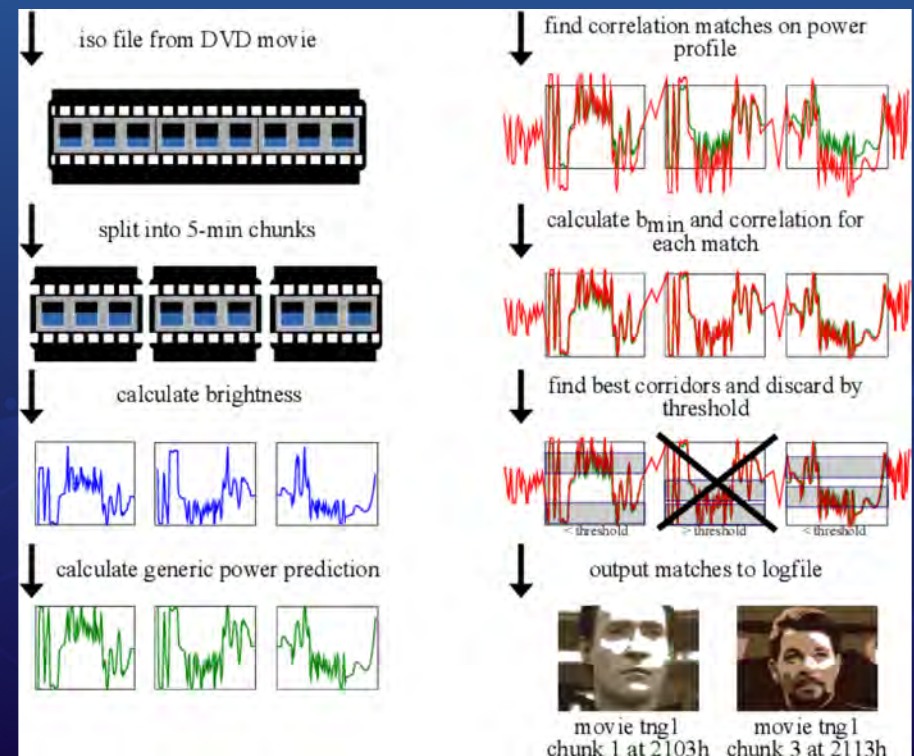 iso file from DVD movie
split into 5-min chunks
calculate brightness
calculate generic power prediction
find correlation matches on power
profile
calculate bmin and correlation for
each match
find best corridors and discard by
threshold
< threshold
> threshold
< threshold
output matches to logfile
movie tng1
chunk 1 at 2103h
movie tng1
chunk 3 at 2113h